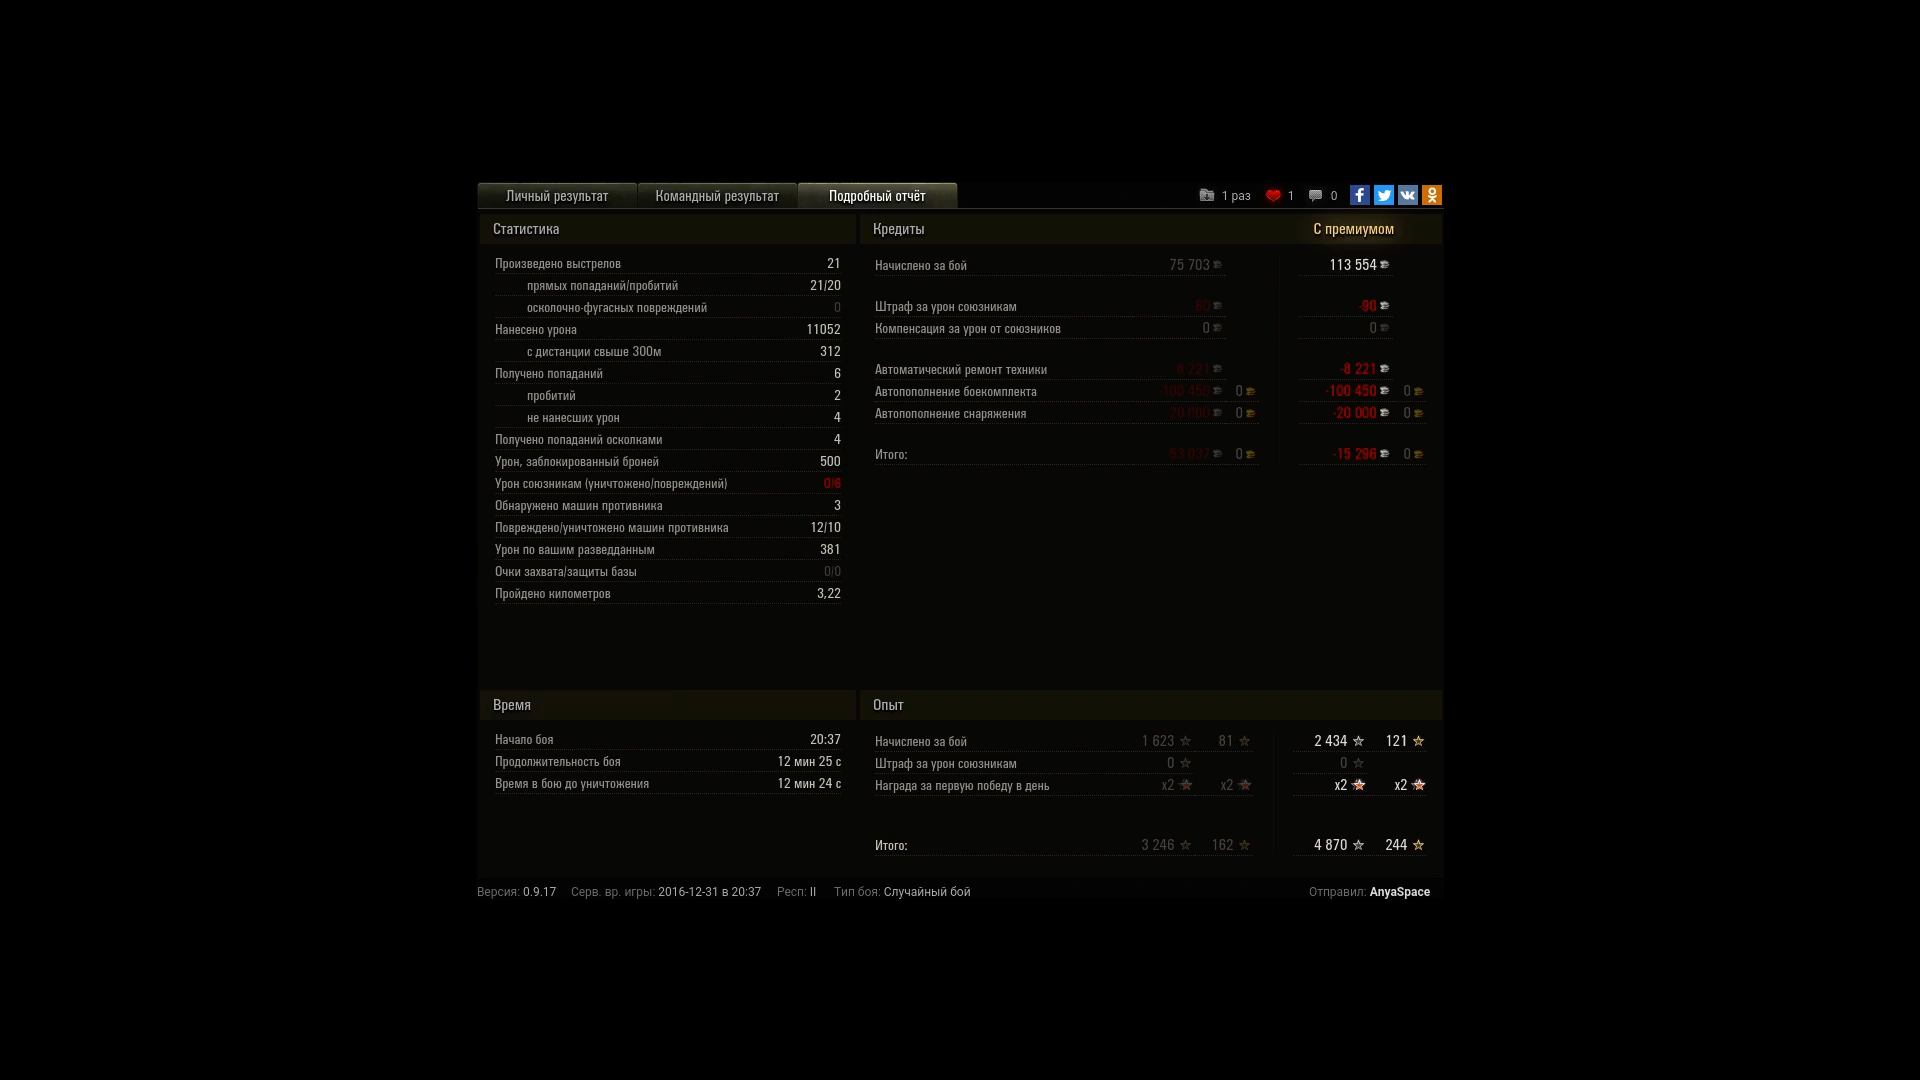 Личный результат Командный результат Подробный отчёт 1 раз 1 0
Статистика
Произведено выстрелов 21
прямых попаданий/пробитий 21/20
осколочно-фугасных повреждений 0
Нанесено урона 11052
с дистанции свыше 300м 312
Получено попаданий 6
пробитий 2
не нанесших урон 4
Получено попаданий осколками 4
Урон, заблокированный броней 500
Урон союзникам (уничтожено/повреждений) 0/6
Обнаружено машин противника 3
Повреждено/уничтожено машин противника 12/10
Урон по вашим разведданным 381
Очки захвата/защиты базы 0/0
Пройдено километров 3,22
Кредиты С премиумом
Начислено за бой 75 703 113 554
Штраф за урон союзникам -60 -90
Компенсация за урон от союзников 0 0
Автоматический ремонт техники -8 221 -8 221
Автопополнение боекомплекта -100 450 0 -100 450 0
Автопополнение снаряжения -20 000 0 -20 000 0
Итого: -53 037 0 -15 296 0
Время
Начало боя 20:37
Продолжительность боя 12 мин 25 с
Время в бою до уничтожения 12 мин 24 с
Опыт
Начислено за бой 1 623 81 2 434 121
Штраф за урон союзникам 0 0
Награда за первую победу в день x2 x2 x2 x2
Итого: 3 246 162 4 870 244
Версия: 0.9.17 Серв. вр. игры: 2016-12-31 в 20:37 Респ: II Тип боя: Случайный бой Отправил: AnyaSpace